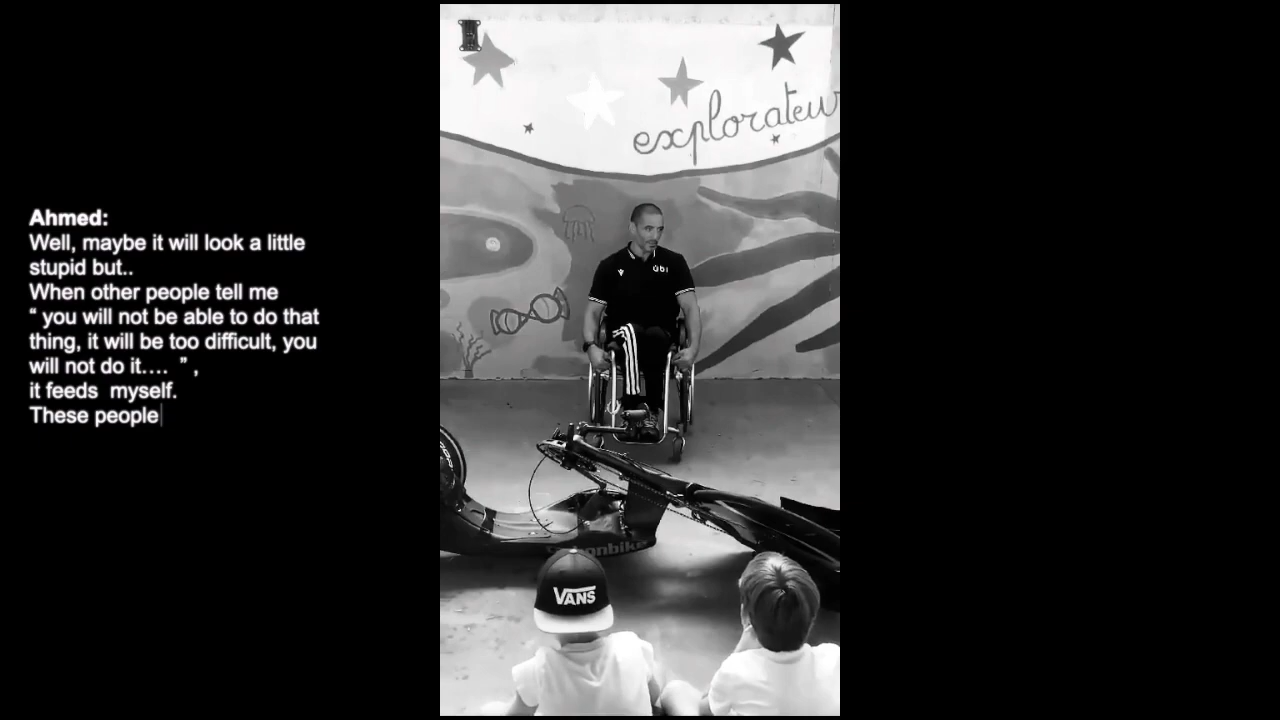 Ahmed:
Well, maybe it will look a little
stupid but..
When other people tell me
“ you will not be able to do that
thing, it will be too difficult, you
will not do it…. ” ,
it feeds  myself.
These people
explorateur
VANS